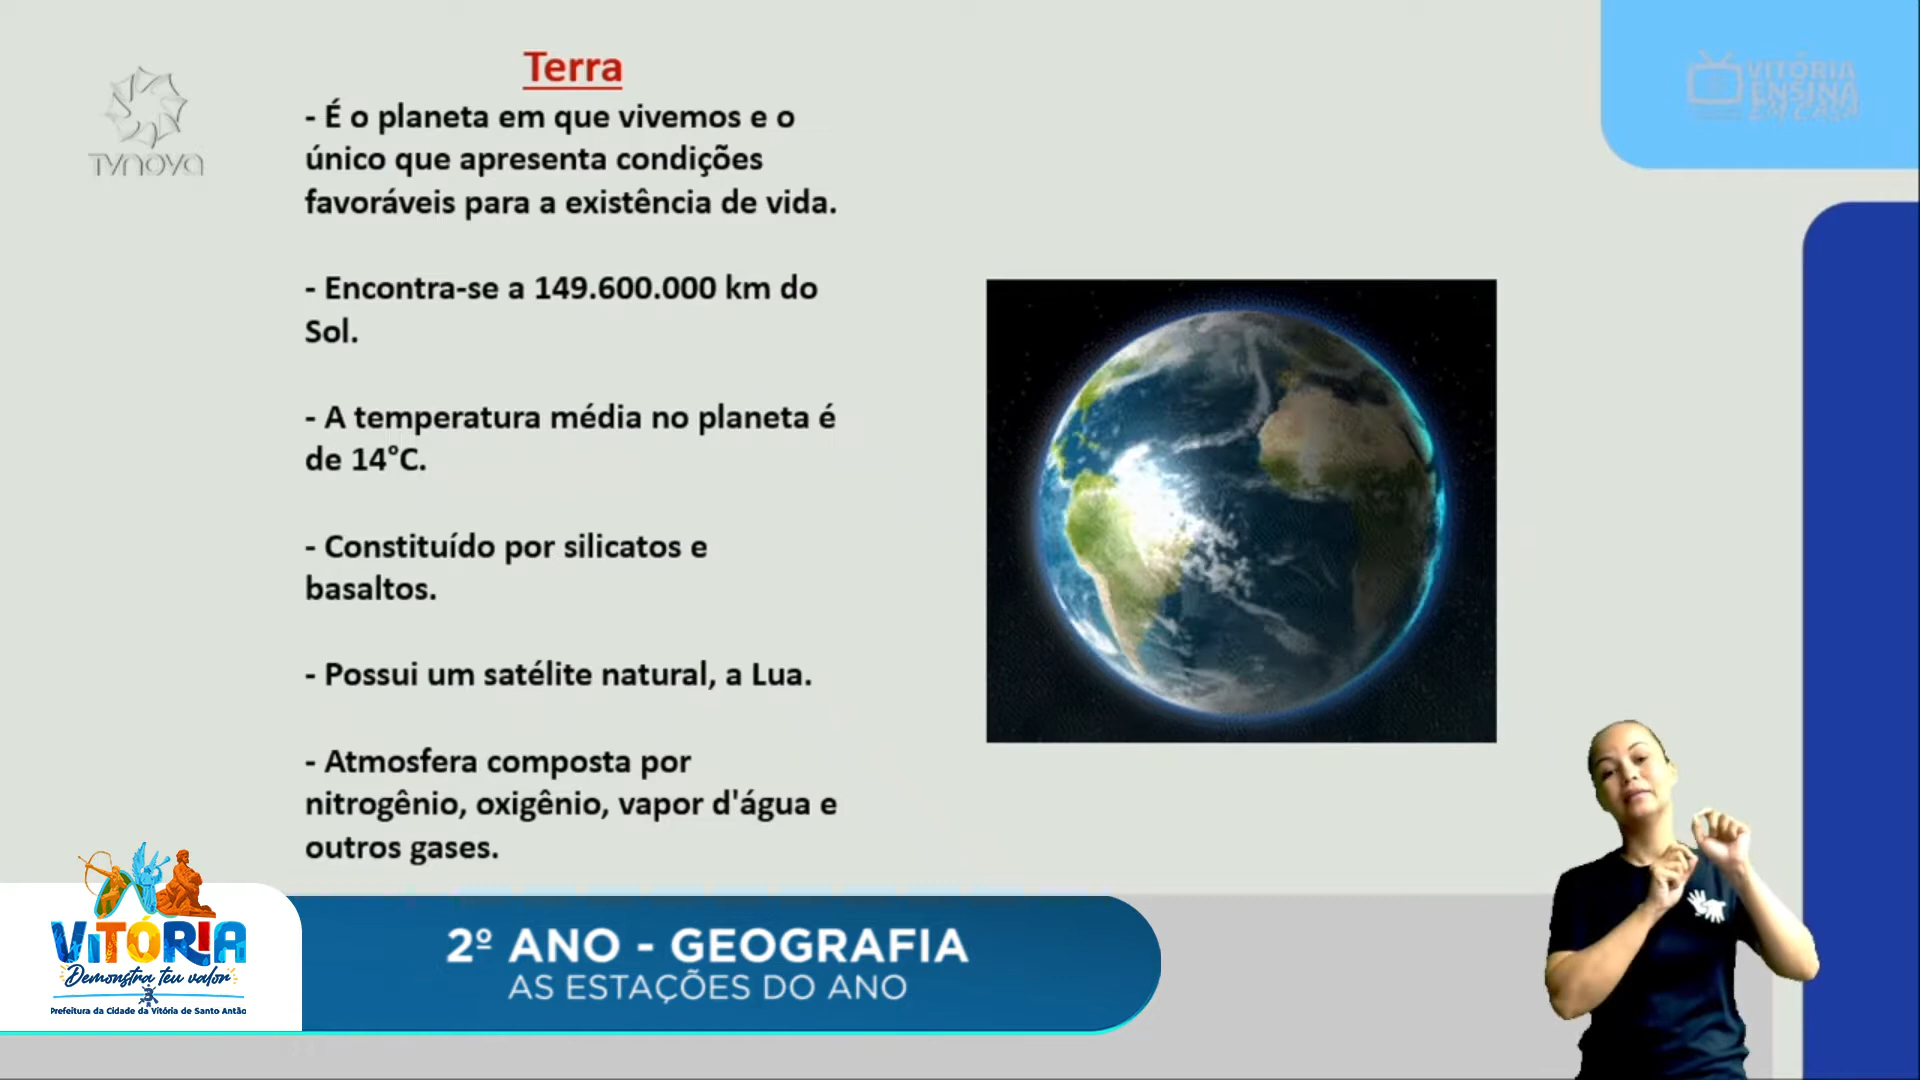 Terra
- É o planeta em que vivemos e o
único que apresenta condições
favoráveis para a existência de vida.
- Encontra-se a 149.600.000 km do
Sol.
- A temperatura média no planeta é
de 14°C.
- Constituído por silicatos e
basaltos.
- Possui um satélite natural, a Lua.
- Atmosfera composta por
nitrogênio, oxigênio, vapor d'água e
outros gases.
TVNOVA
VITÓRIA
ENSINA
EM CASA
VITÓRIA
Demonstra teu valor
Prefeitura da Cidade da Vitória de Santo Antão
2º ANO - GEOGRAFIA
AS ESTAÇÕES DO ANO